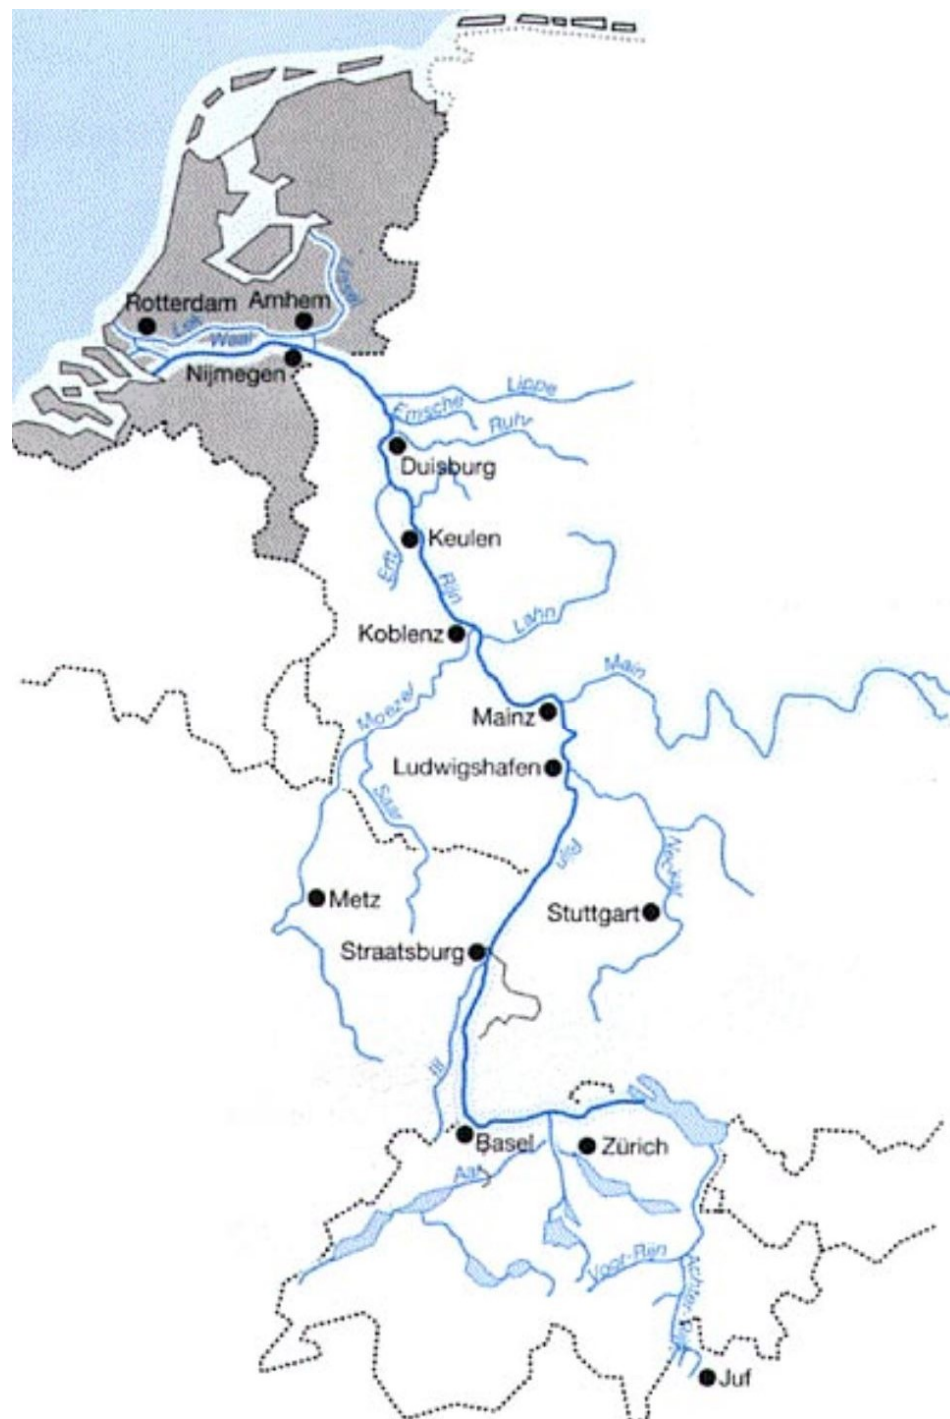 IJssel
Rotterdam
Arnhem
Lek
Waal
Nijmegen
Lippe
Emsche
Ruhr
Duisburg
Keulen
Erft
Rijn
Lahn
Koblenz
Main
Moezel
Mainz
Ludwigshafen
Saar
Rijn
Neckar
Metz
Stuttgart
Straatsburg
Ill
Basel
Zürich
Aar
Voor-Rijn
Achter-Rijn
Juf